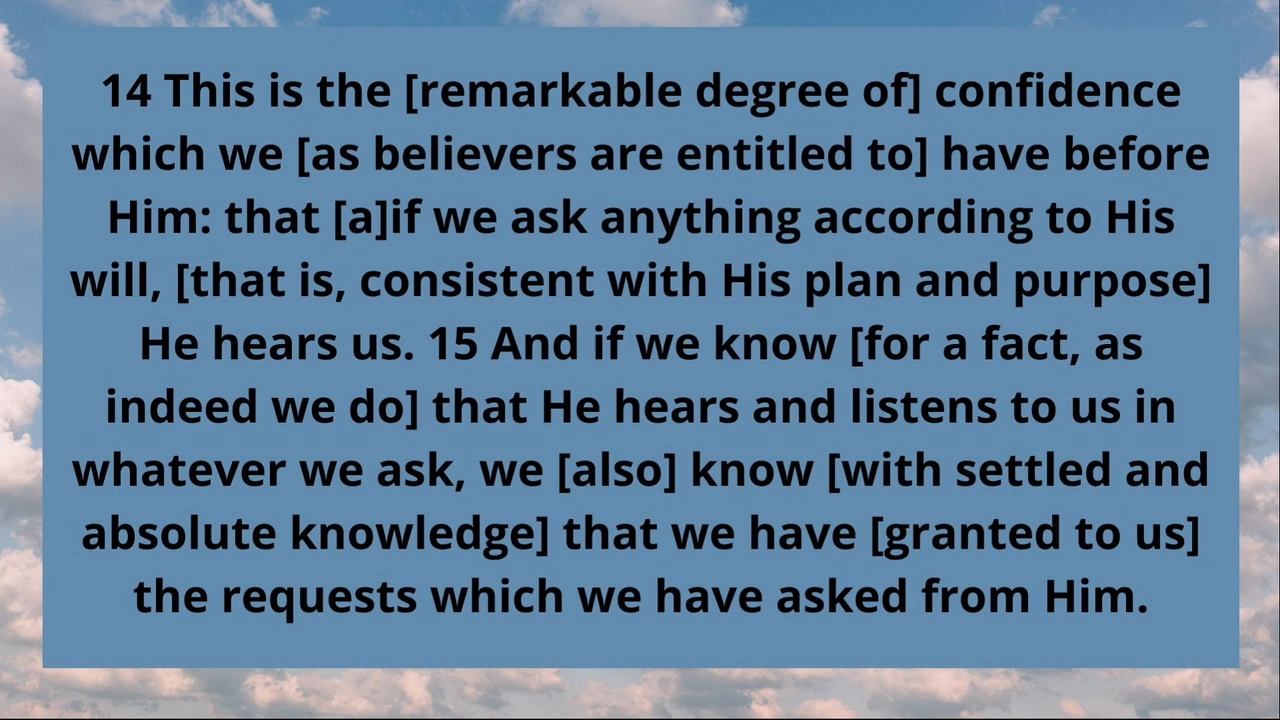 14 This is the [remarkable degree of] confidence
which we [as believers are entitled to] have before
Him: that [a]if we ask anything according to His
will, [that is, consistent with His plan and purpose]
He hears us. 15 And if we know [for a fact, as
indeed we do] that He hears and listens to us in
whatever we ask, we [also] know [with settled and
absolute knowledge] that we have [granted to us]
the requests which we have asked from Him.